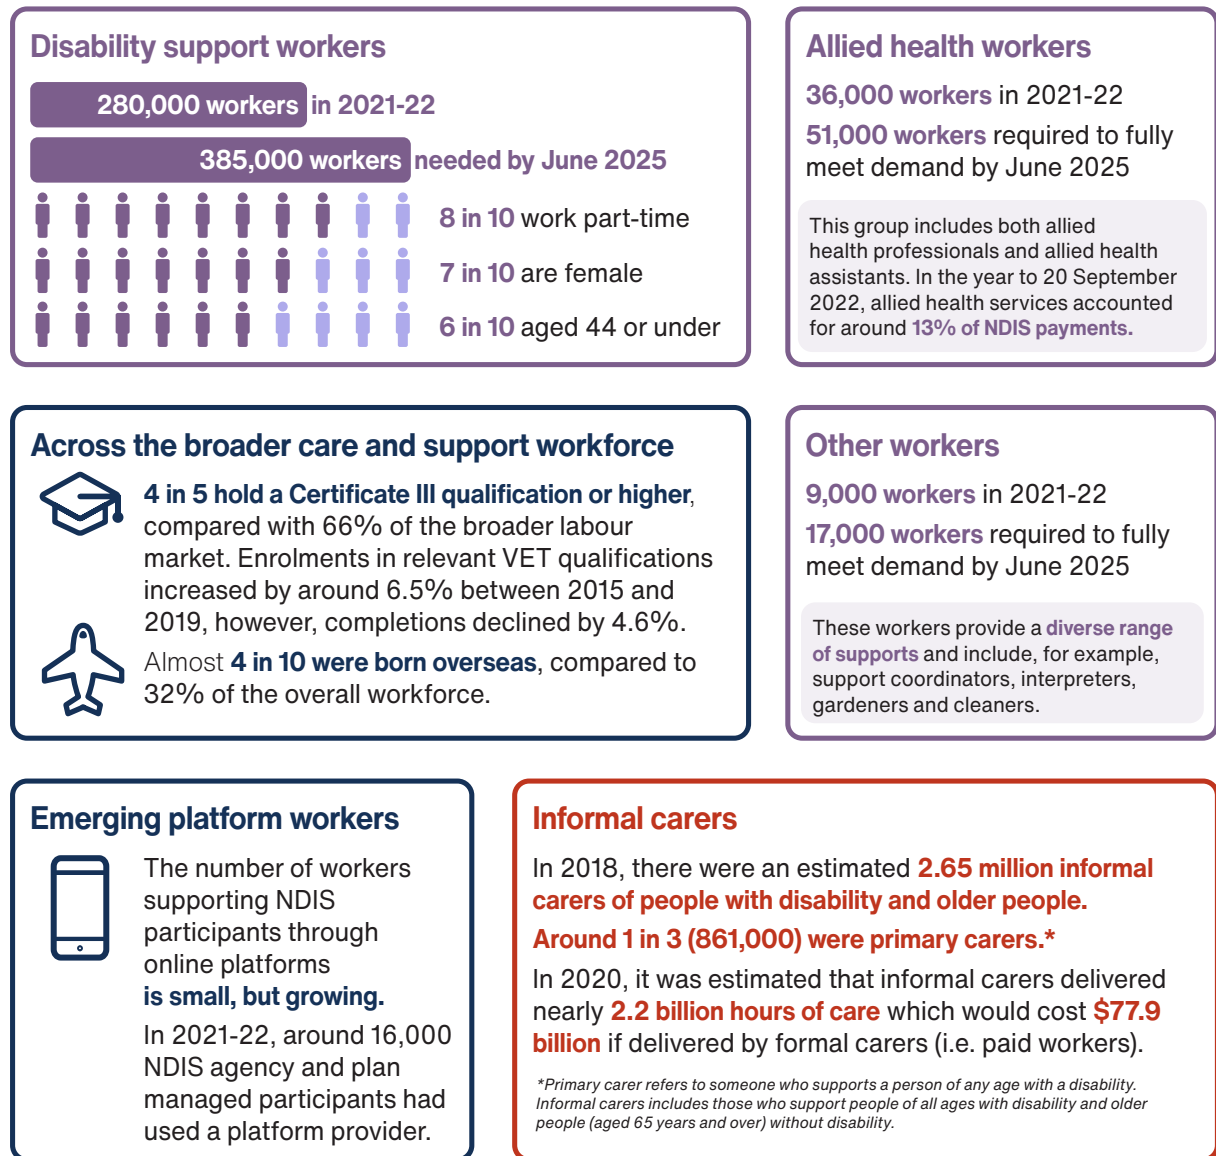 Disability support workers
280,000 workers in 2021-22
385,000 workers needed by June 2025
8 in 10 work part-time
7 in 10 are female
6 in 10 aged 44 or under
Allied health workers
36,000 workers in 2021-22
51,000 workers required to fully
meet demand by June 2025
This group includes both allied
health professionals and allied health
assistants. In the year to 20 September
2022, allied health services accounted
for around 13% of NDIS payments.
Across the broader care and support workforce
4 in 5 hold a Certificate III qualification or higher,
compared with 66% of the broader labour
market. Enrolments in relevant VET qualifications
increased by around 6.5% between 2015 and
2019, however, completions declined by 4.6%.
Almost 4 in 10 were born overseas, compared to
32% of the overall workforce.
Other workers
9,000 workers in 2021-22
17,000 workers required to fully
meet demand by June 2025
These workers provide a diverse range
of supports and include, for example,
support coordinators, interpreters,
gardeners and cleaners.
Emerging platform workers
The number of workers
supporting NDIS
participants through
online platforms
is small, but growing.
In 2021-22, around 16,000
NDIS agency and plan
managed participants had
used a platform provider.
Informal carers
In 2018, there were an estimated 2.65 million informal
carers of people with disability and older people.
Around 1 in 3 (861,000) were primary carers.*
In 2020, it was estimated that informal carers delivered
nearly 2.2 billion hours of care which would cost $77.9
billion if delivered by formal carers (i.e. paid workers).
*Primary carer refers to someone who supports a person of any age with a disability.
Informal carers includes those who support people of all ages with disability and older
people (aged 65 years and over) without disability.